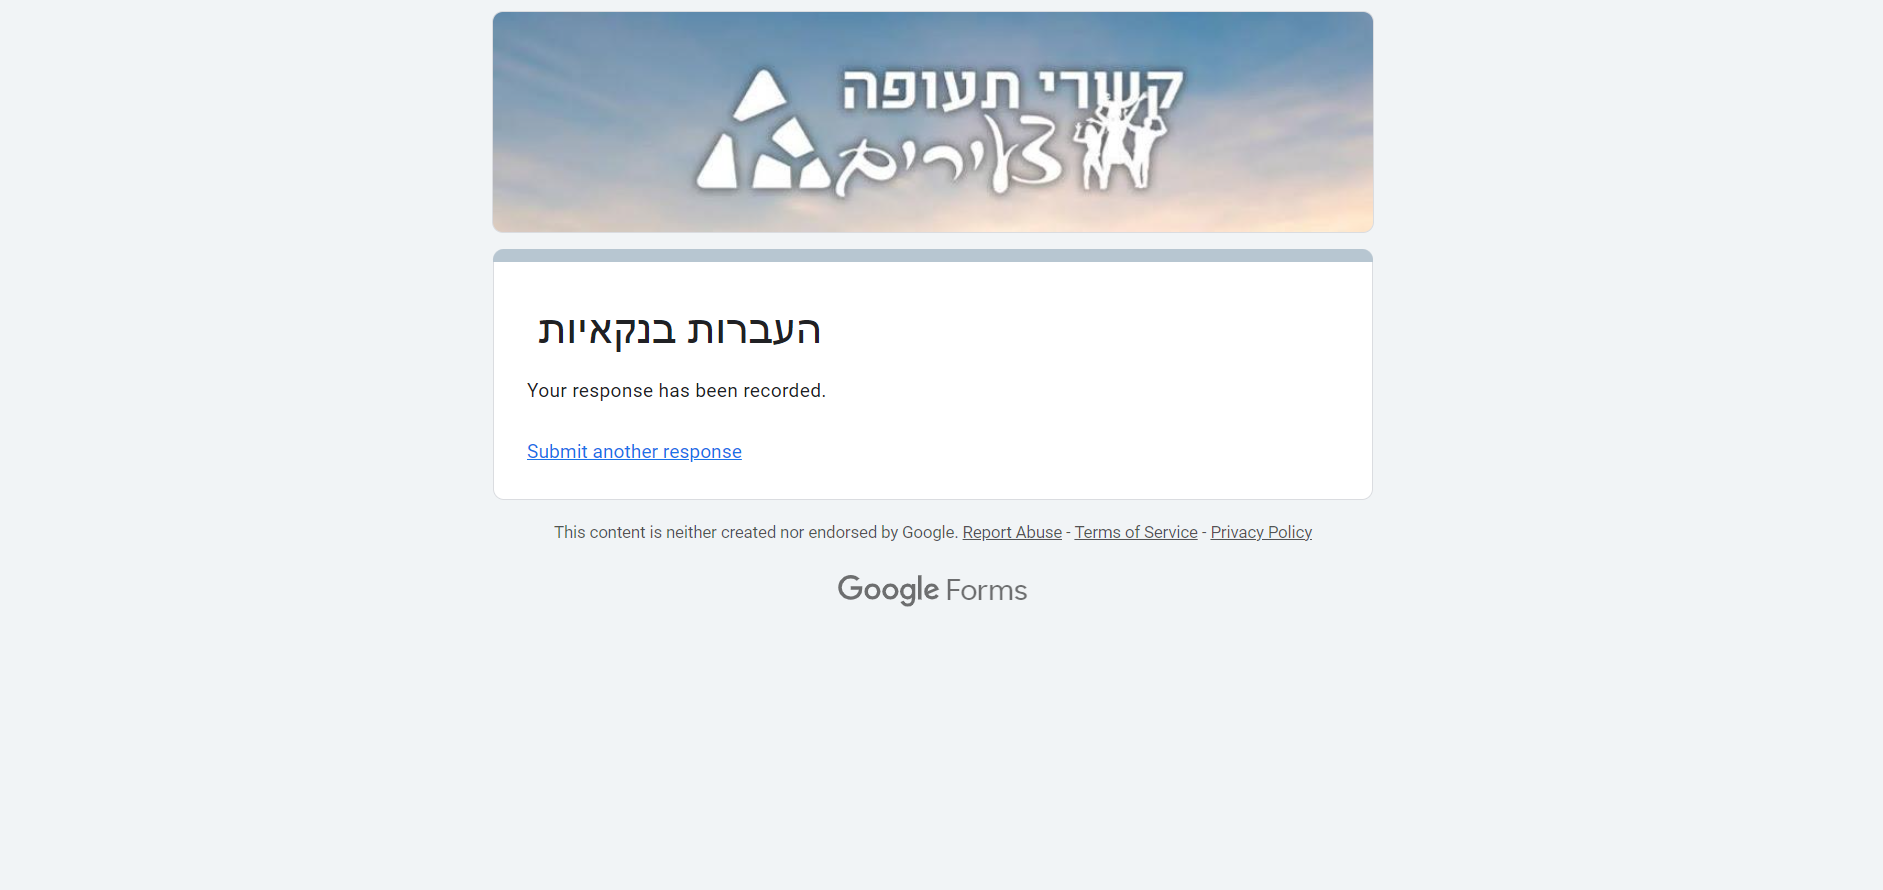 קשרי תעופה
צעירים
העברות בנקאיות
Your response has been recorded.
Submit another response
This content is neither created nor endorsed by Google. Report Abuse - Terms of Service - Privacy Policy
Google Forms